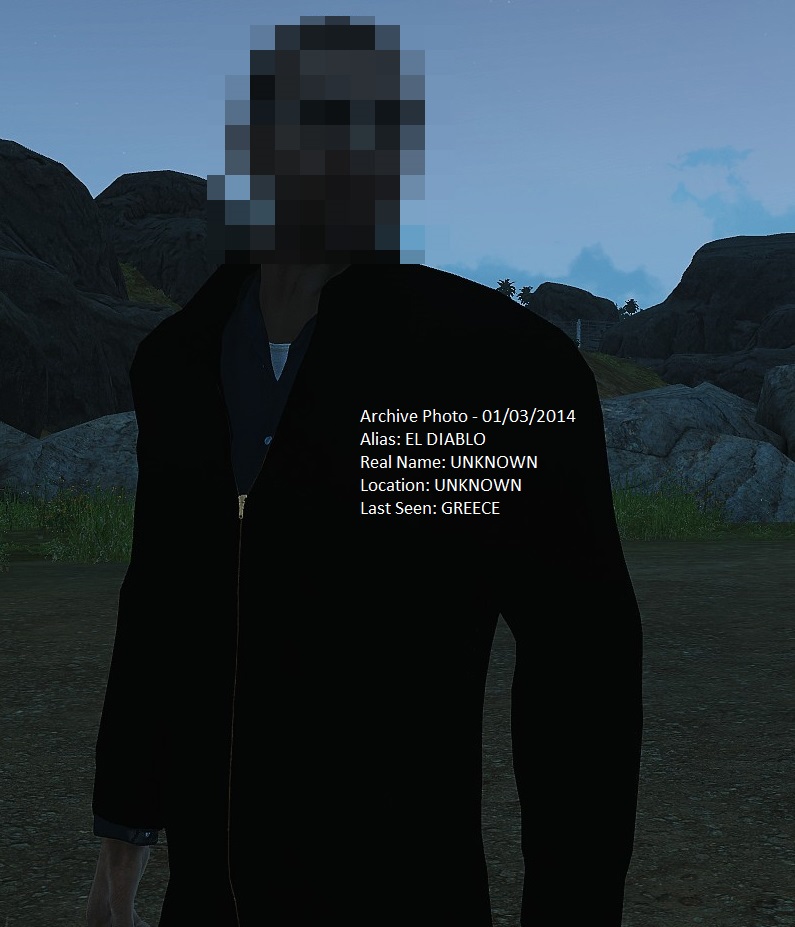 Archive Photo - 01/03/2014
Alias: EL DIABLO
Real Name: UNKNOWN
Location: UNKNOWN
Last Seen: GREECE